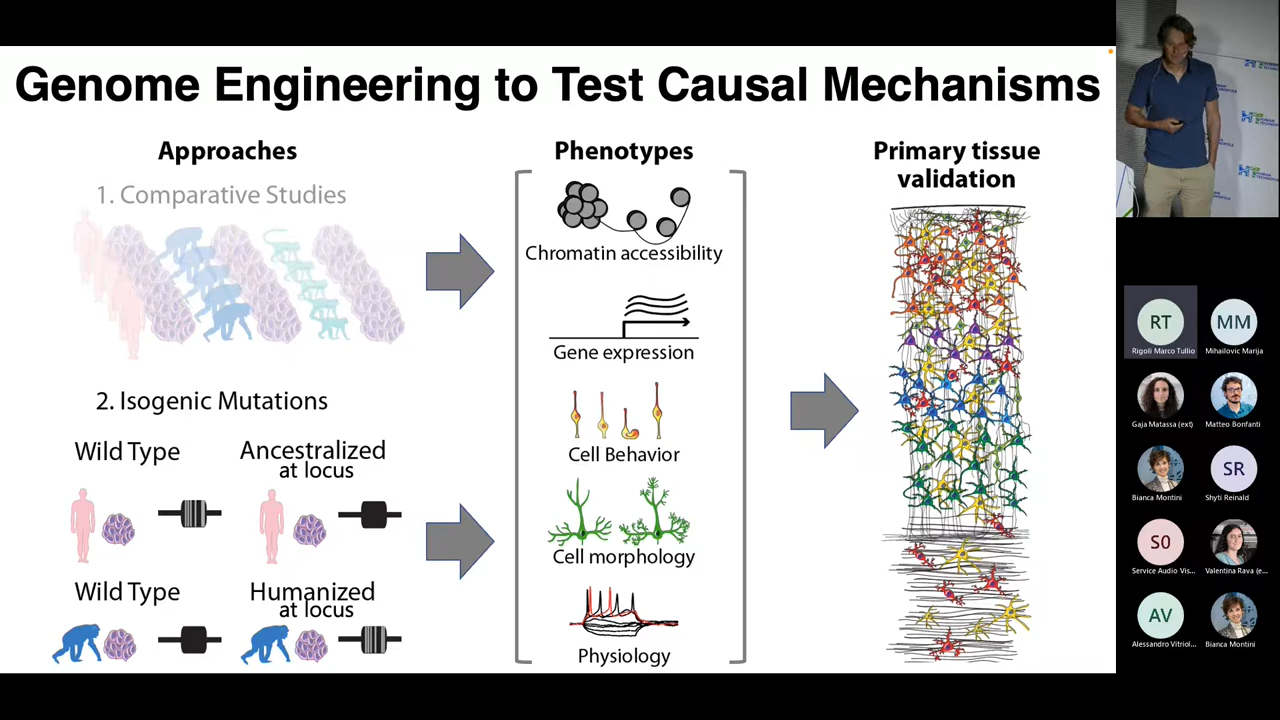 Genome Engineering to Test Causal Mechanisms
Approaches
1. Comparative Studies
2. Isogenic Mutations
Wild Type
Ancestralized
at locus
Wild Type
Humanized
at locus
Phenotypes
Chromatin accessibility
Gene expression
Cell Behavior
Cell morphology
Physiology
Primary tissue
validation
RT
Rigoli Marco Tullio
MM
Mihailovic Marija
Gaja Matassa (ext)
Matteo Bonfanti
Bianca Montini
SR
Shyti Reinald
S0
Service Audio Vis...
Valentina Rava (e...
AV
Alessandro Vitriol...
Bianca Montini